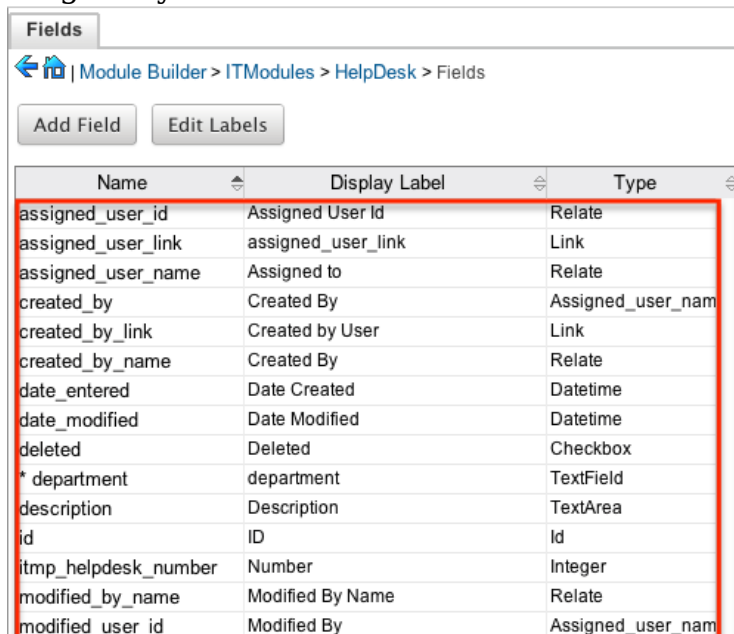 Fields
| Module Builder > ITModules > HelpDesk > Fields
Add Field Edit Labels
Name Display Label Type
assigned_user_id Assigned User Id Relate
assigned_user_link assigned_user_link Link
assigned_user_name Assigned to Relate
created_by Created By Assigned_user_nam
created_by_link Created by User Link
created_by_name Created By Relate
date_entered Date Created Datetime
date_modified Date Modified Datetime
deleted Deleted Checkbox
* department department TextField
description Description TextArea
id ID Id
itmp_helpdesk_number Number Integer
modified_by_name Modified By Name Relate
modified_user_id Modified By Assigned_user_nam